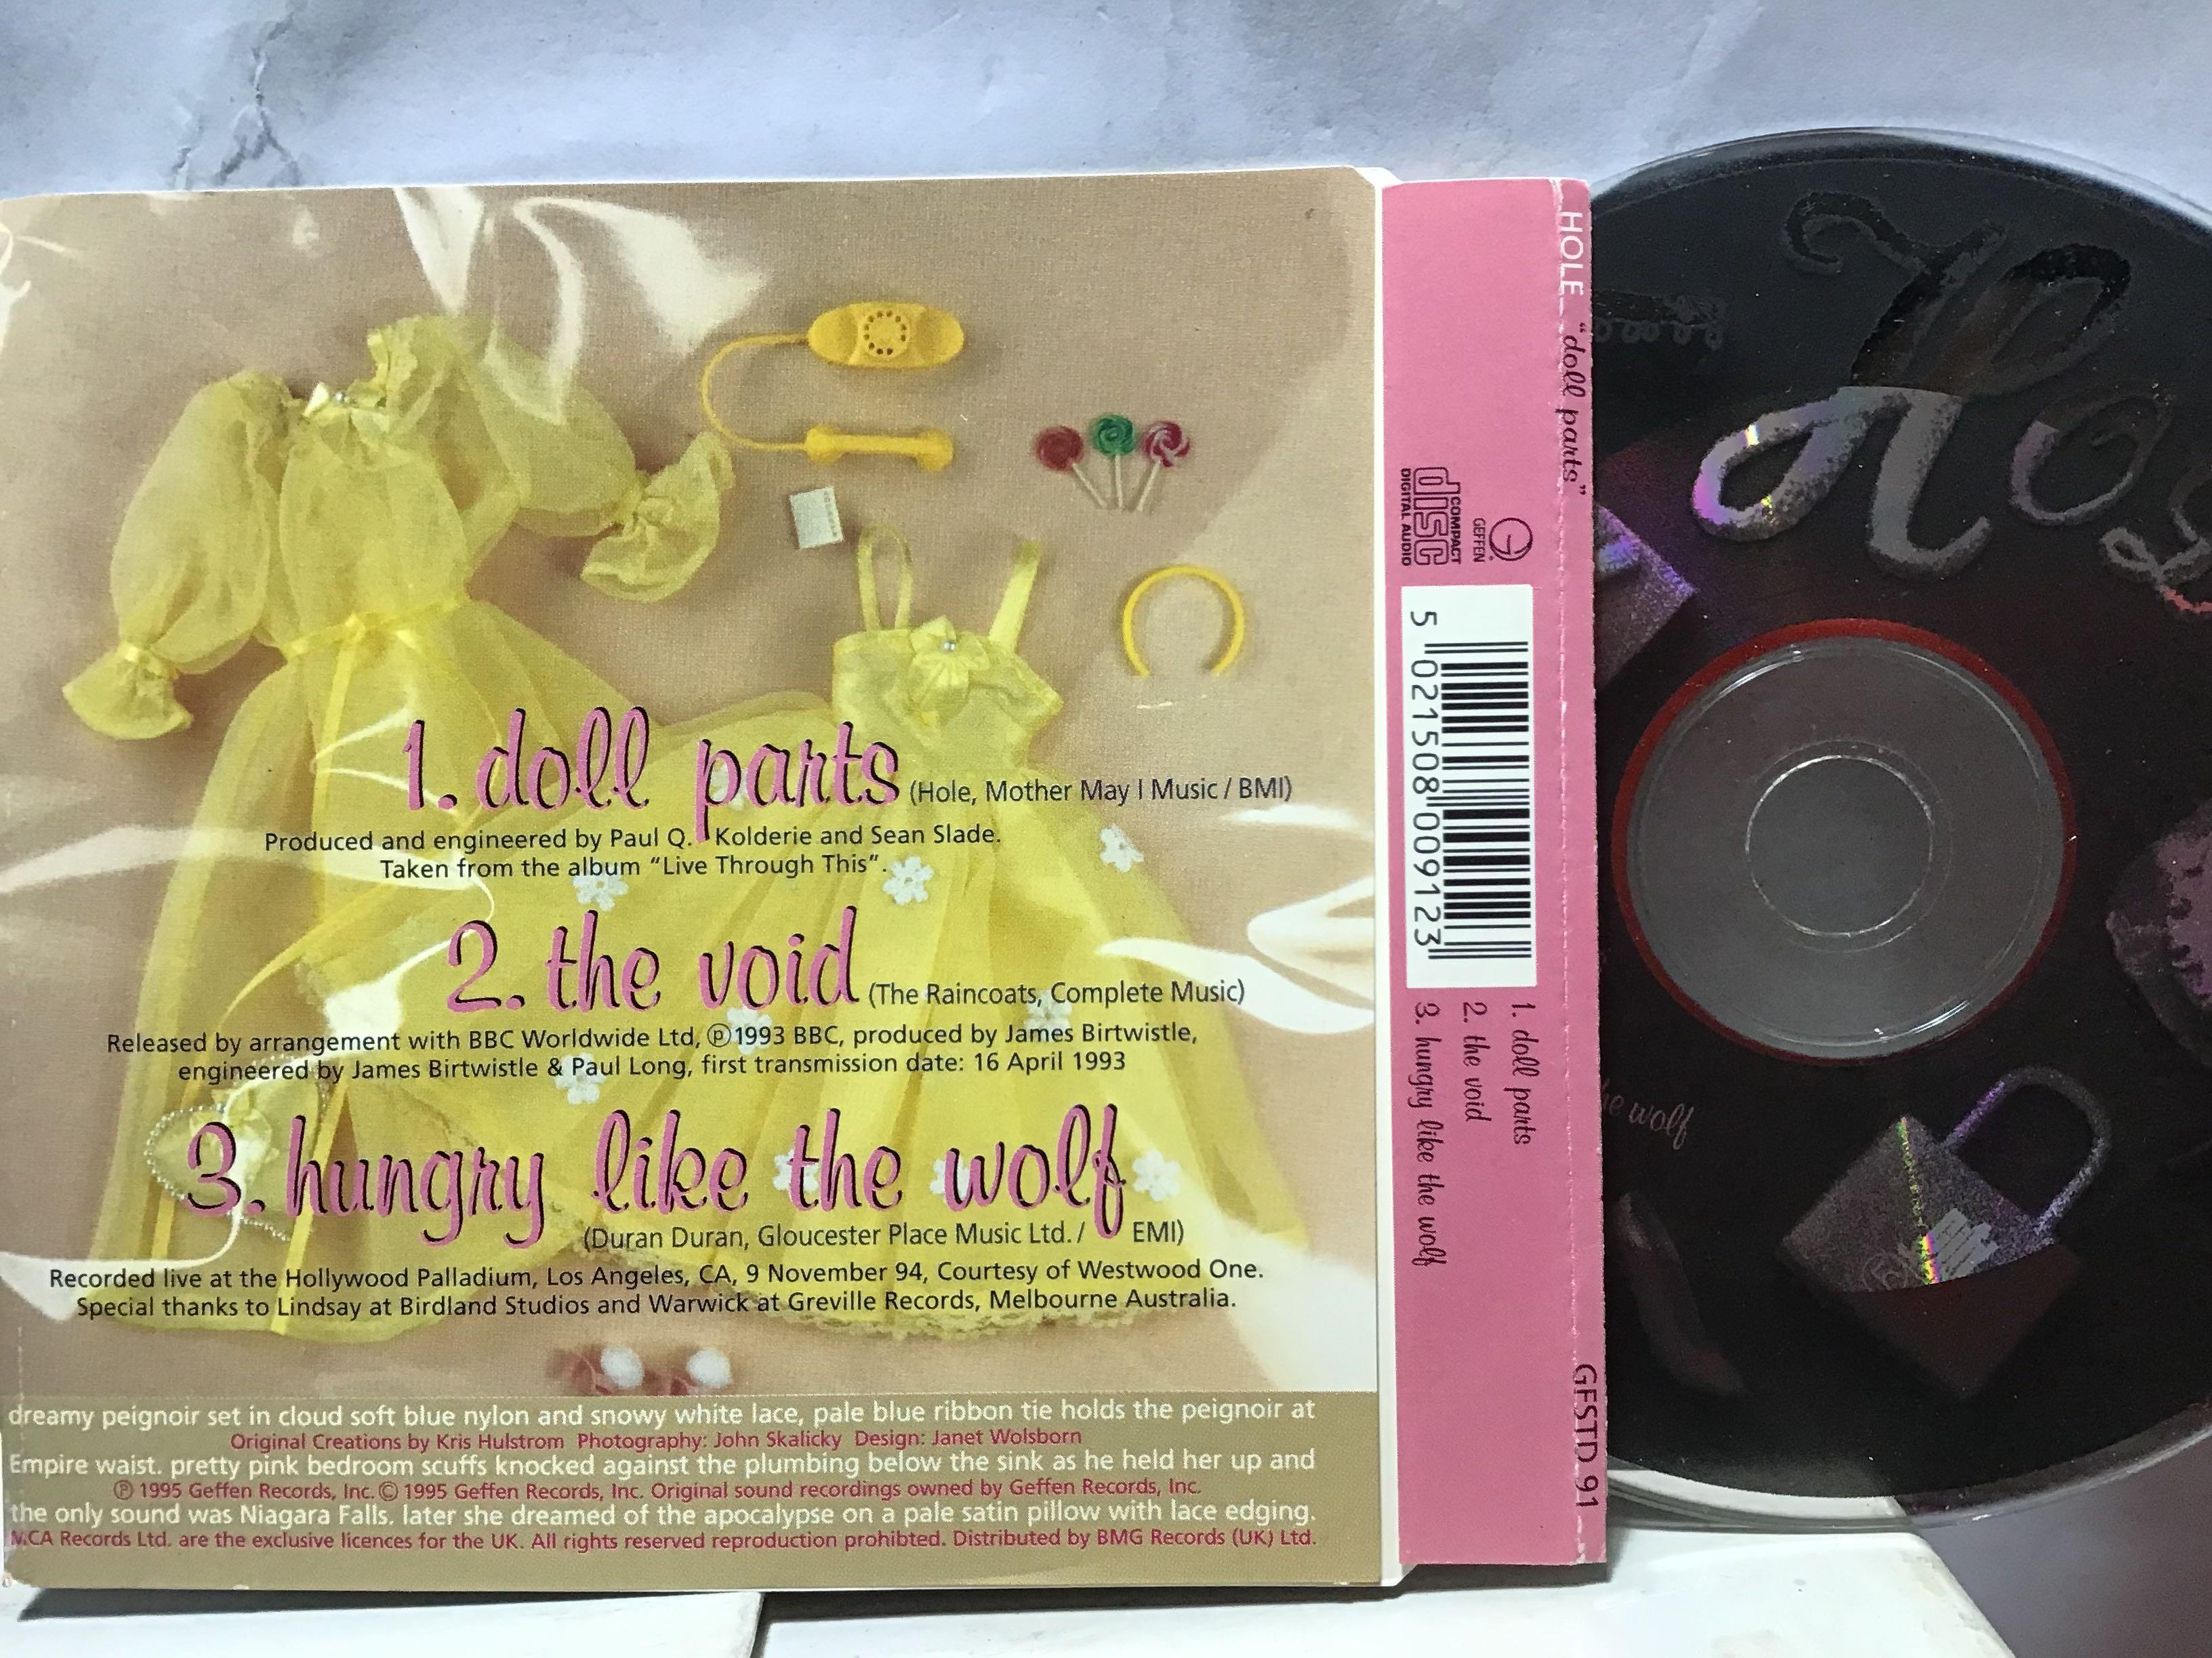 1. doll parts (Hole, Mother May I Music / BMI)
Produced and engineered by Paul Q. Kolderie and Sean Slade.
Taken from the album “Live Through This”.
2. the void (The Raincoats, Complete Music)
Released by arrangement with BBC Worldwide Ltd, ℗1993 BBC, produced by James Birtwistle,
engineered by James Birtwistle & Paul Long, first transmission date: 16 April 1993
3. hungry like the wolf
(Duran Duran, Gloucester Place Music Ltd. / EMI)
Recorded live at the Hollywood Palladium, Los Angeles, CA, 9 November 94, Courtesy of Westwood One.
Special thanks to Lindsay at Birdland Studios and Warwick at Greville Records, Melbourne Australia.
dreamy peignoir set in cloud soft blue nylon and snowy white lace, pale blue ribbon tie holds the peignoir at
Original Creations by Kris Hulstrom Photography: John Skalicky Design: Janet Wolsborn
Empire waist. pretty pink bedroom scuffs knocked against the plumbing below the sink as he held her up and
℗ 1995 Geffen Records, Inc. © 1995 Geffen Records, Inc. Original sound recordings owned by Geffen Records, Inc.
the only sound was Niagara Falls. later she dreamed of the apocalypse on a pale satin pillow with lace edging.
MCA Records Ltd. are the exclusive licences for the UK. All rights reserved reproduction prohibted. Distributed by BMG Records (UK) Ltd.
HOLE “doll parts”
GFSTD 91
GEFFEN
COMPACT
disc
DIGITAL AUDIO
5 021508 009123
1. doll parts
2. the void
3. hungry like the wolf
Hol
he wolf